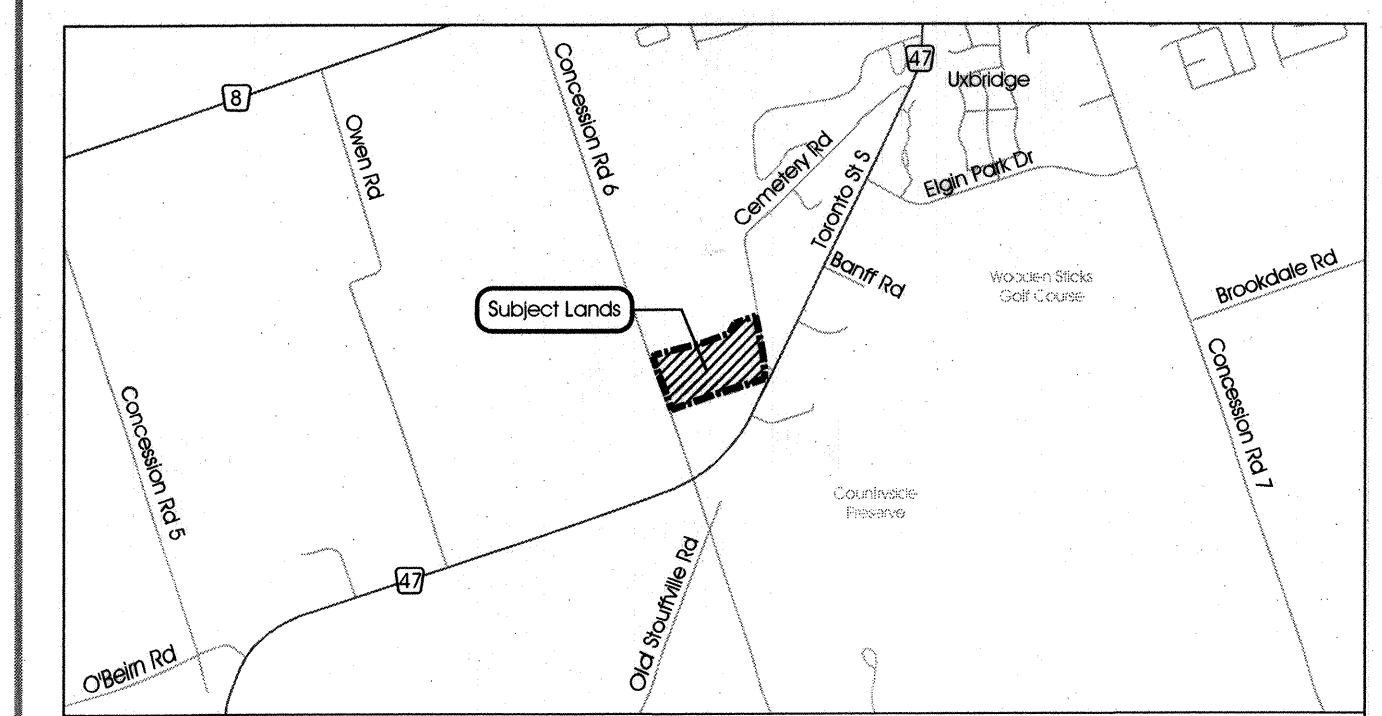 47
Uxbridge
8
Concession Rd 6
Owen Rd
Cemetery Rd
Toronto St S
Elgin Park Dr
Banff Rd
Wooden Sticks
Golf Course
Brookdale Rd
Subject Lands
Concession Rd 7
Concession Rd 5
Countryside
Preserve
47
Old Stouffville Rd
O'Beirn Rd